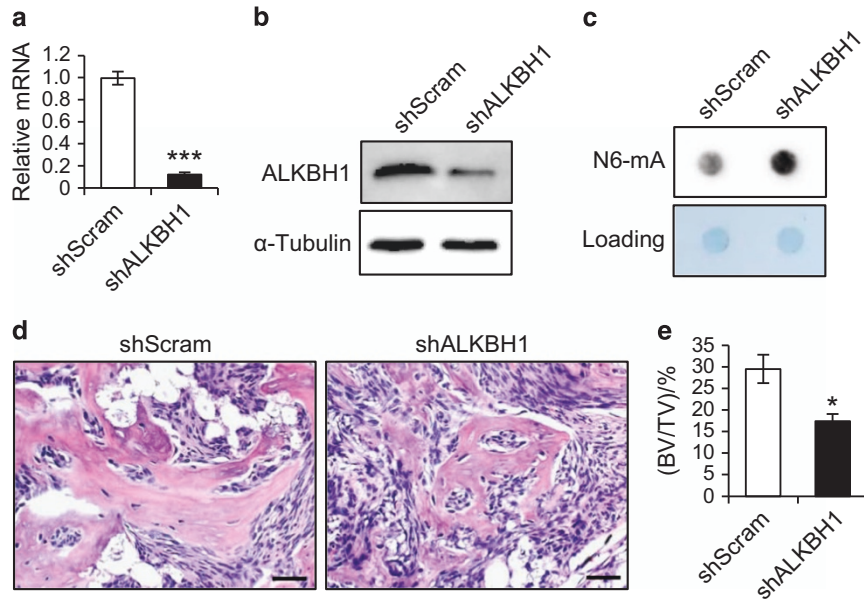 a
Relative mRNA
1.2
1.0
0.8
0.6
0.4
0.2
0
***
shScram
shALKBH1
b
shScram
shALKBH1
ALKBH1
α-Tubulin
c
shScram
shALKBH1
N6-mA
Loading
d
shScram
shALKBH1
e
(BV/TV)/%
35
30
25
20
15
10
5
0
*
shScram
shALKBH1